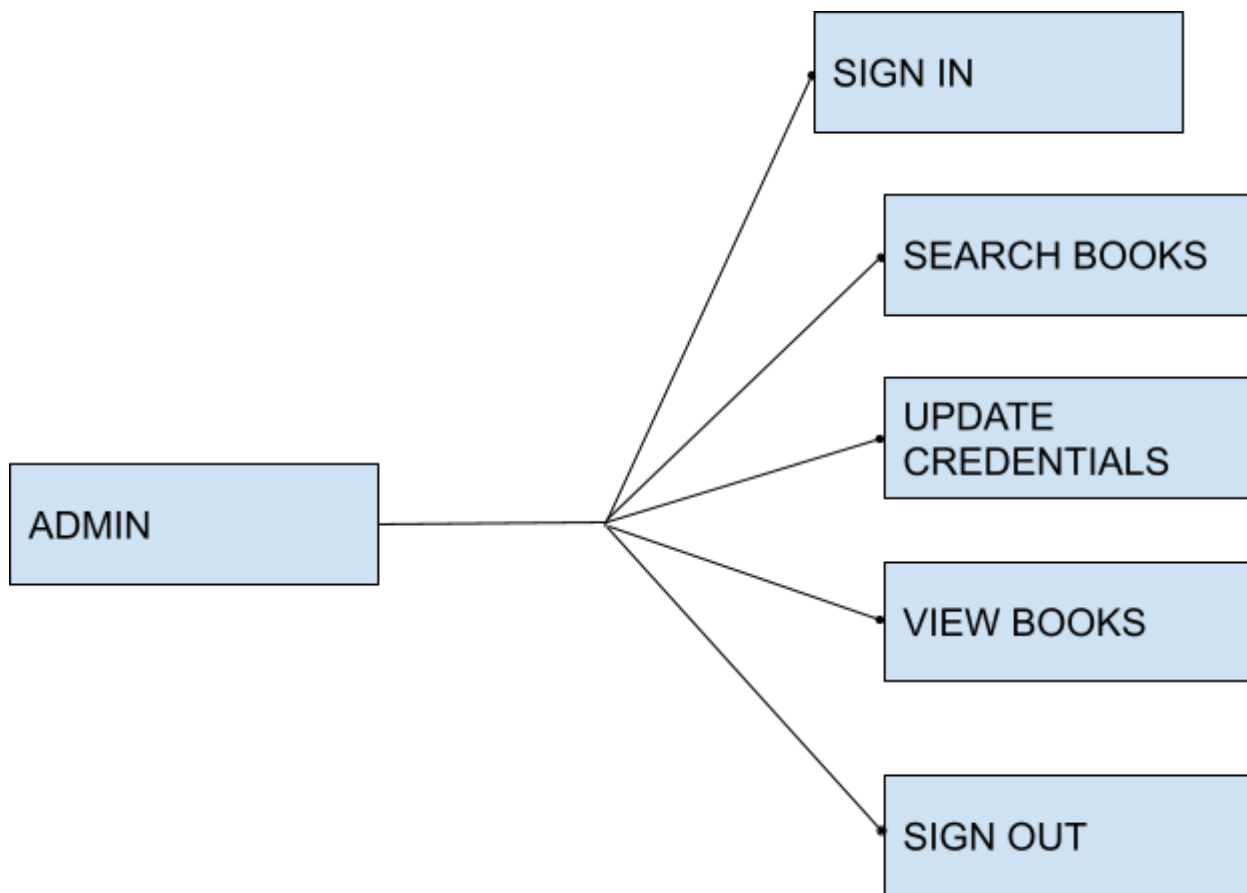 SIGN IN
SEARCH BOOKS
UPDATE
CREDENTIALS
ADMIN
VIEW BOOKS
SIGN OUT